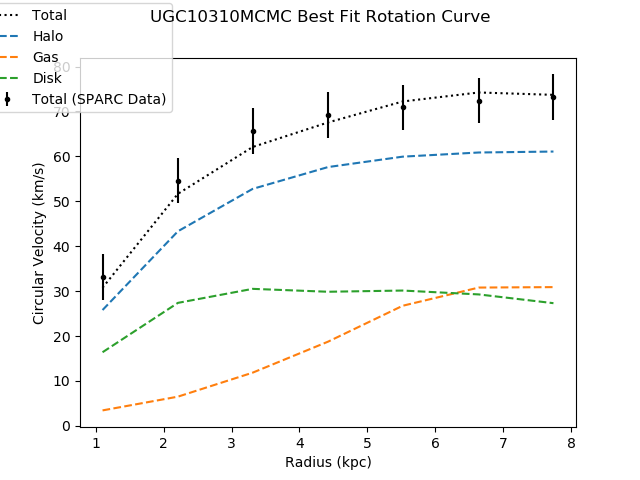 UGC10310MCMC Best Fit Rotation Curve
Total
Halo
Gas
Disk
Total (SPARC Data)
80
70
60
50
40
30
20
10
0
Circular Velocity (km/s)
1 2 3 4 5 6 7 8
Radius (kpc)